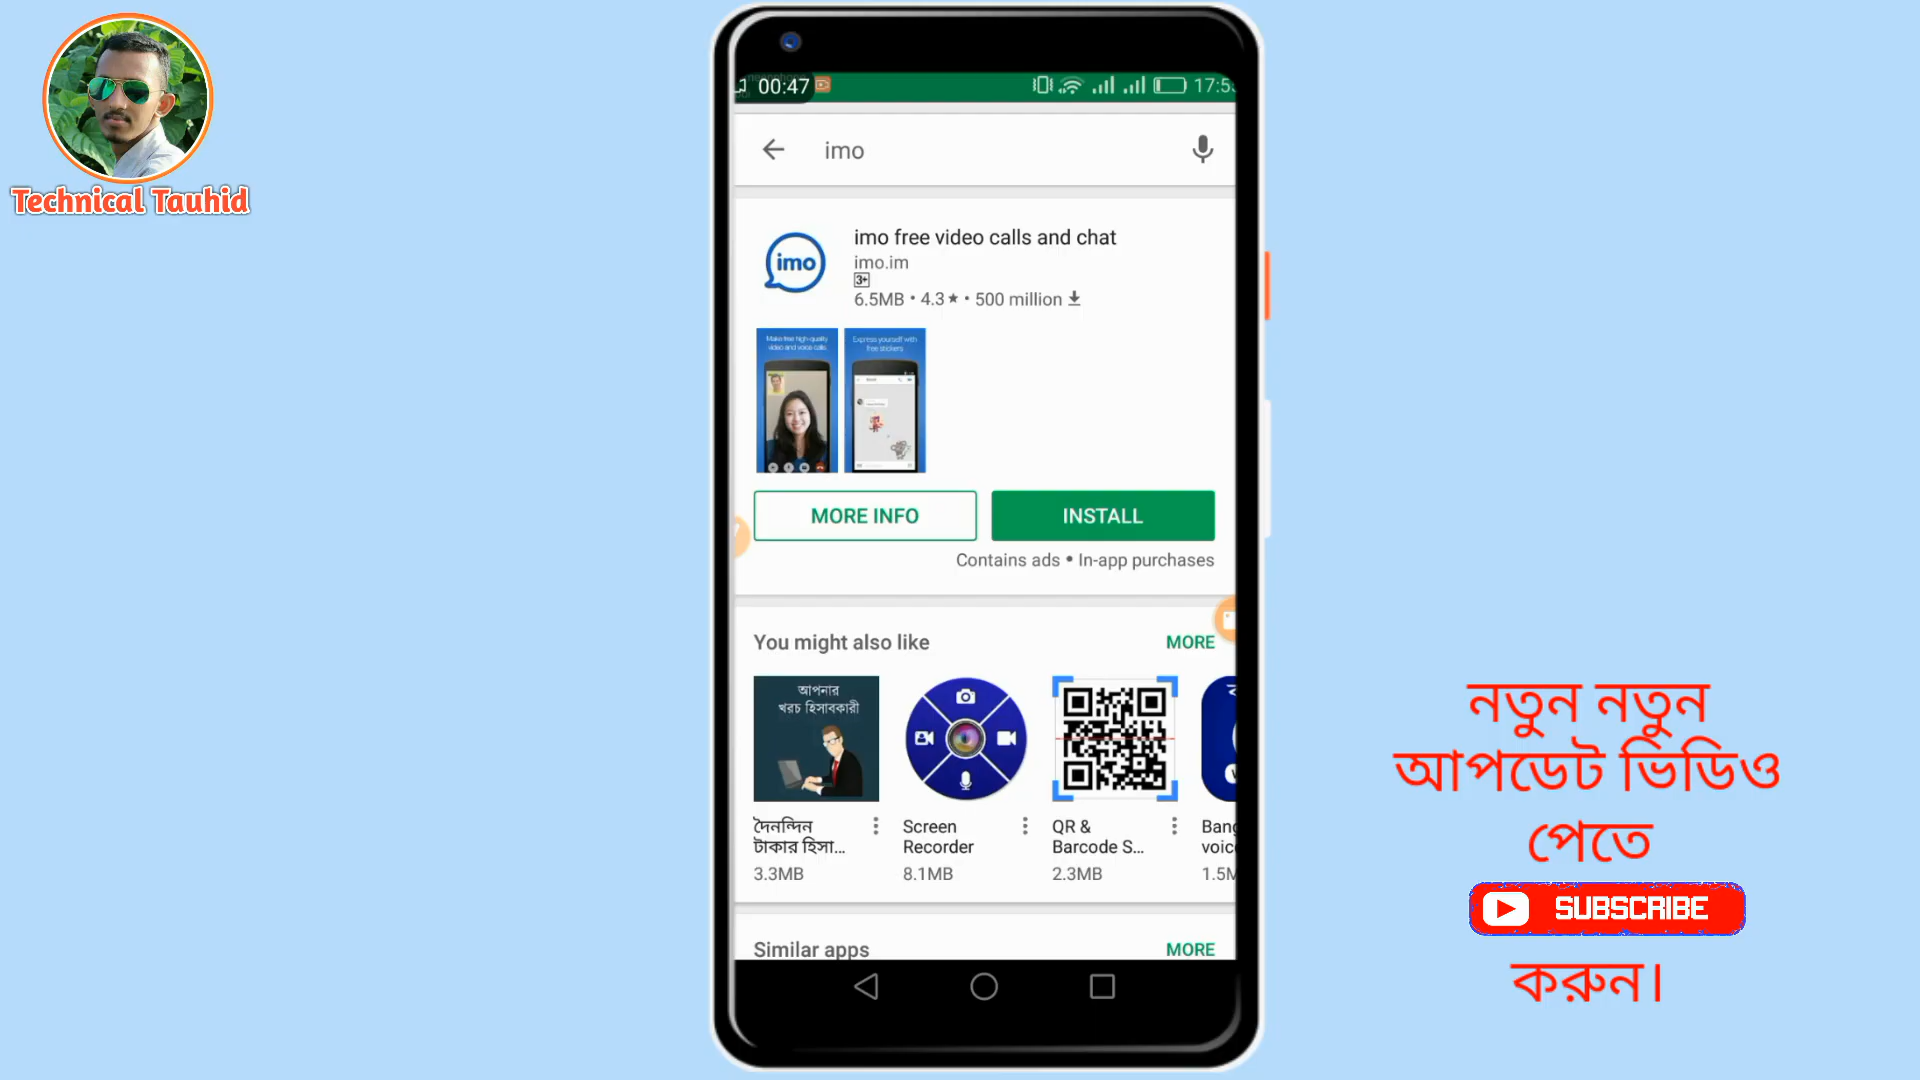 Technical Tauhid
00:47
17:5
imo
imo free video calls and chat
imo
imo.im
3+
6.5MB • 4.3 ★ • 500 million
Make free high-quality
video and voice calls.
Express yourself with
free stickers
MORE INFO
INSTALL
Contains ads • In-app purchases
You might also like
MORE
আপনার
খরচ হিসাবকারী
দৈনন্দিন
টাকার হিসা...
3.3MB
Screen
Recorder
8.1MB
QR &
Barcode S...
2.3MB
Bang
voic
1.5M
Similar apps
MORE
নতুন নতুন
আপডেট ভিডিও
পেতে
SUBSCRIBE
করুন।